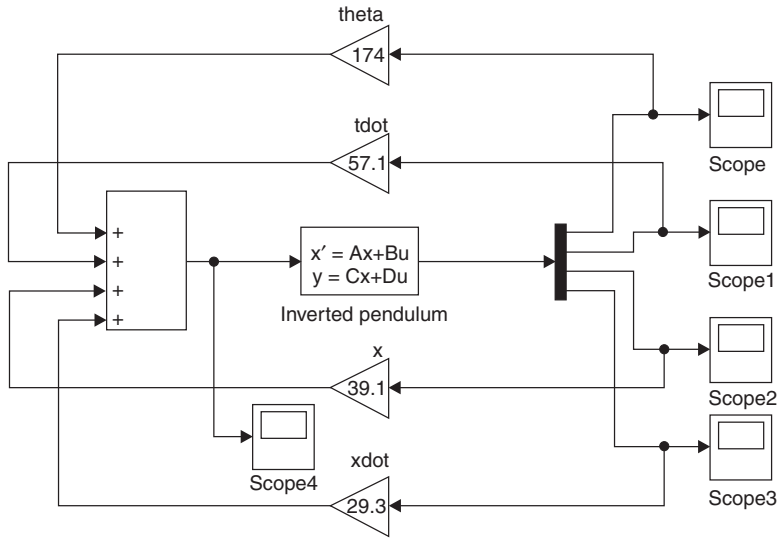 theta
174
Scope
tdot
57.1
Scope1
+
+
+
+
x′ = Ax+Bu
y = Cx+Du
Inverted pendulum
x
39.1
Scope2
Scope4
xdot
29.3
Scope3